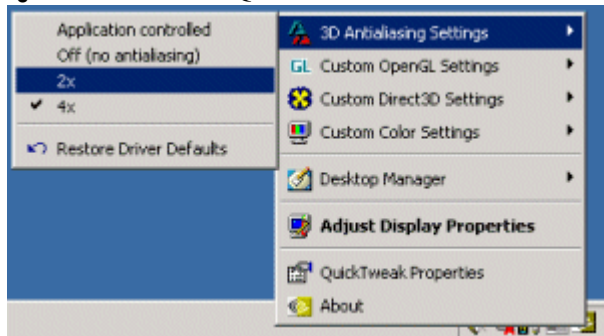 Application controlled
Off (no antialiasing)
2x
4x
Restore Driver Defaults
3D Antialiasing Settings
GL Custom OpenGL Settings
Custom Direct3D Settings
Custom Color Settings
Desktop Manager
Adjust Display Properties
QuickTweak Properties
About